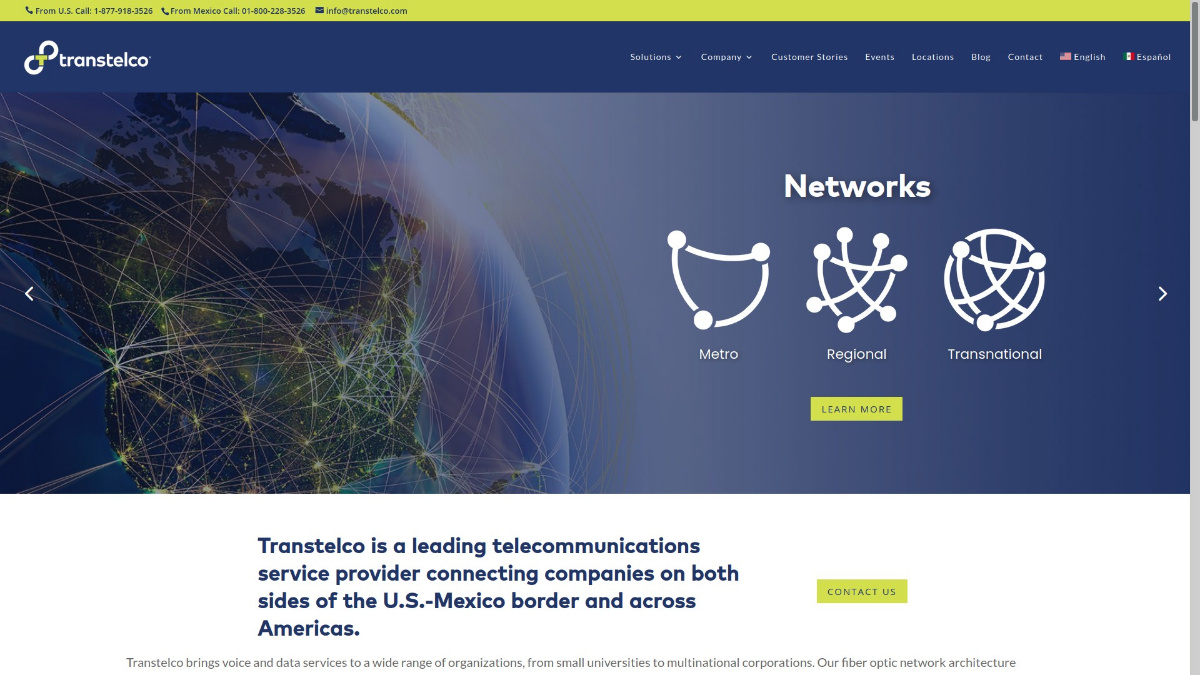 From U.S. Call: 1-877-918-3526 From Mexico Call: 01-800-228-3526 info@transtelco.com
transtelco
Solutions Company Customer Stories Events Locations Blog Contact English Español
Networks
Metro Regional Transnational
LEARN MORE
Transtelco is a leading telecommunications
service provider connecting companies on both
sides of the U.S.-Mexico border and across
Americas.
CONTACT US
Transtelco brings voice and data services to a wide range of organizations, from small universities to multinational corporations. Our fiber optic network architecture